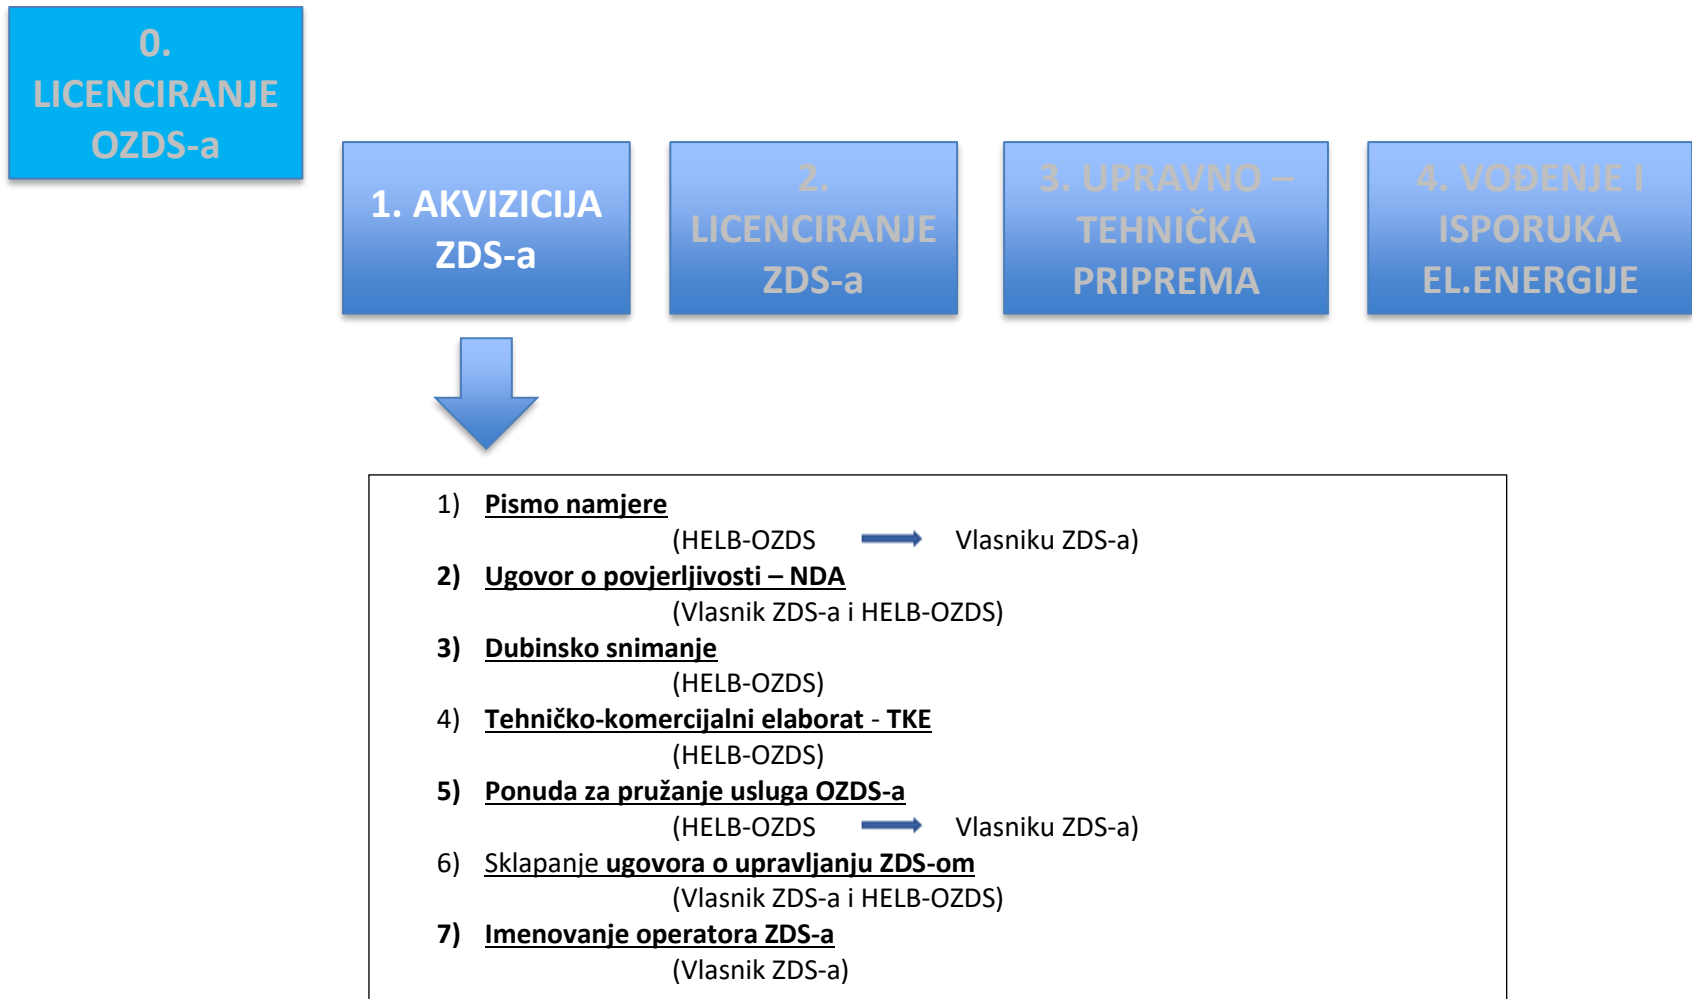 0.
LICENCIRANJE
OZDS-a
1. AKVIZICIJA
ZDS-a
2.
LICENCIRANJE
ZDS-a
3. UPRAVNO –
TEHNIČKA
PRIPREMA
4. VOĐENJE I
ISPORUKA
EL.ENERGIJE
1) Pismo namjere
(HELB-OZDS Vlasniku ZDS-a)
2) Ugovor o povjerljivosti – NDA
(Vlasnik ZDS-a i HELB-OZDS)
3) Dubinsko snimanje
(HELB-OZDS)
4) Tehničko-komercijalni elaborat - TKE
(HELB-OZDS)
5) Ponuda za pružanje usluga OZDS-a
(HELB-OZDS Vlasniku ZDS-a)
6) Sklapanje ugovora o upravljanju ZDS-om
(Vlasnik ZDS-a i HELB-OZDS)
7) Imenovanje operatora ZDS-a
(Vlasnik ZDS-a)